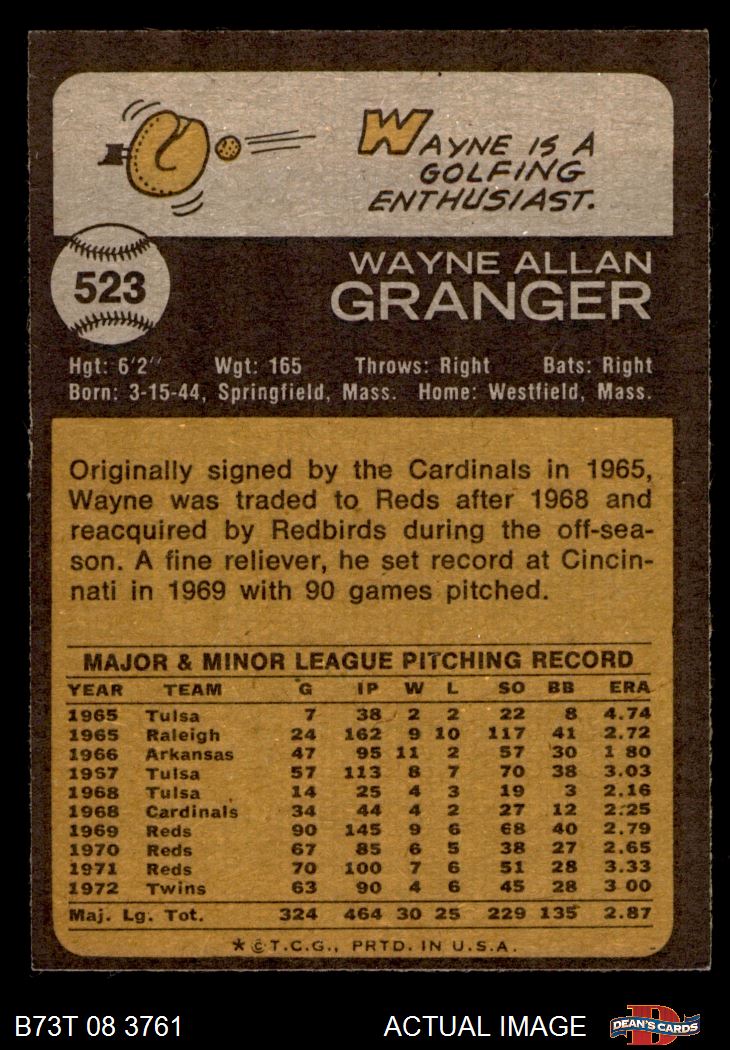 WAYNE IS A
GOLFING
ENTHUSIAST.
523
WAYNE ALLAN
GRANGER
Hgt: 6'2" Wgt: 165 Throws: Right Bats: Right
Born: 3-15-44, Springfield, Mass. Home: Westfield, Mass.
Originally signed by the Cardinals in 1965,
Wayne was traded to Reds after 1968 and
reacquired by Redbirds during the off-sea-
son. A fine reliever, he set record at Cincin-
nati in 1969 with 90 games pitched.
MAJOR & MINOR LEAGUE PITCHING RECORD
YEAR TEAM G IP W L SO BB ERA
1965 Tulsa 7 38 2 2 22 8 4.74
1965 Raleigh 24 162 9 10 117 41 2.72
1966 Arkansas 47 95 11 2 57 30 1 80
1967 Tulsa 57 113 8 7 70 38 3.03
1968 Tulsa 14 25 4 3 19 3 2.16
1968 Cardinals 34 44 4 2 27 12 2.25
1969 Reds 90 145 9 6 68 40 2.79
1970 Reds 67 85 6 5 38 27 2.65
1971 Reds 70 100 7 6 51 28 3.33
1972 Twins 63 90 4 6 45 28 3 00
Maj. Lg. Tot. 324 464 30 25 229 135 2.87
*©T.C.G., PRTD. IN U.S.A.
B73T 08 3761 ACTUAL IMAGE DEAN'S CARDS